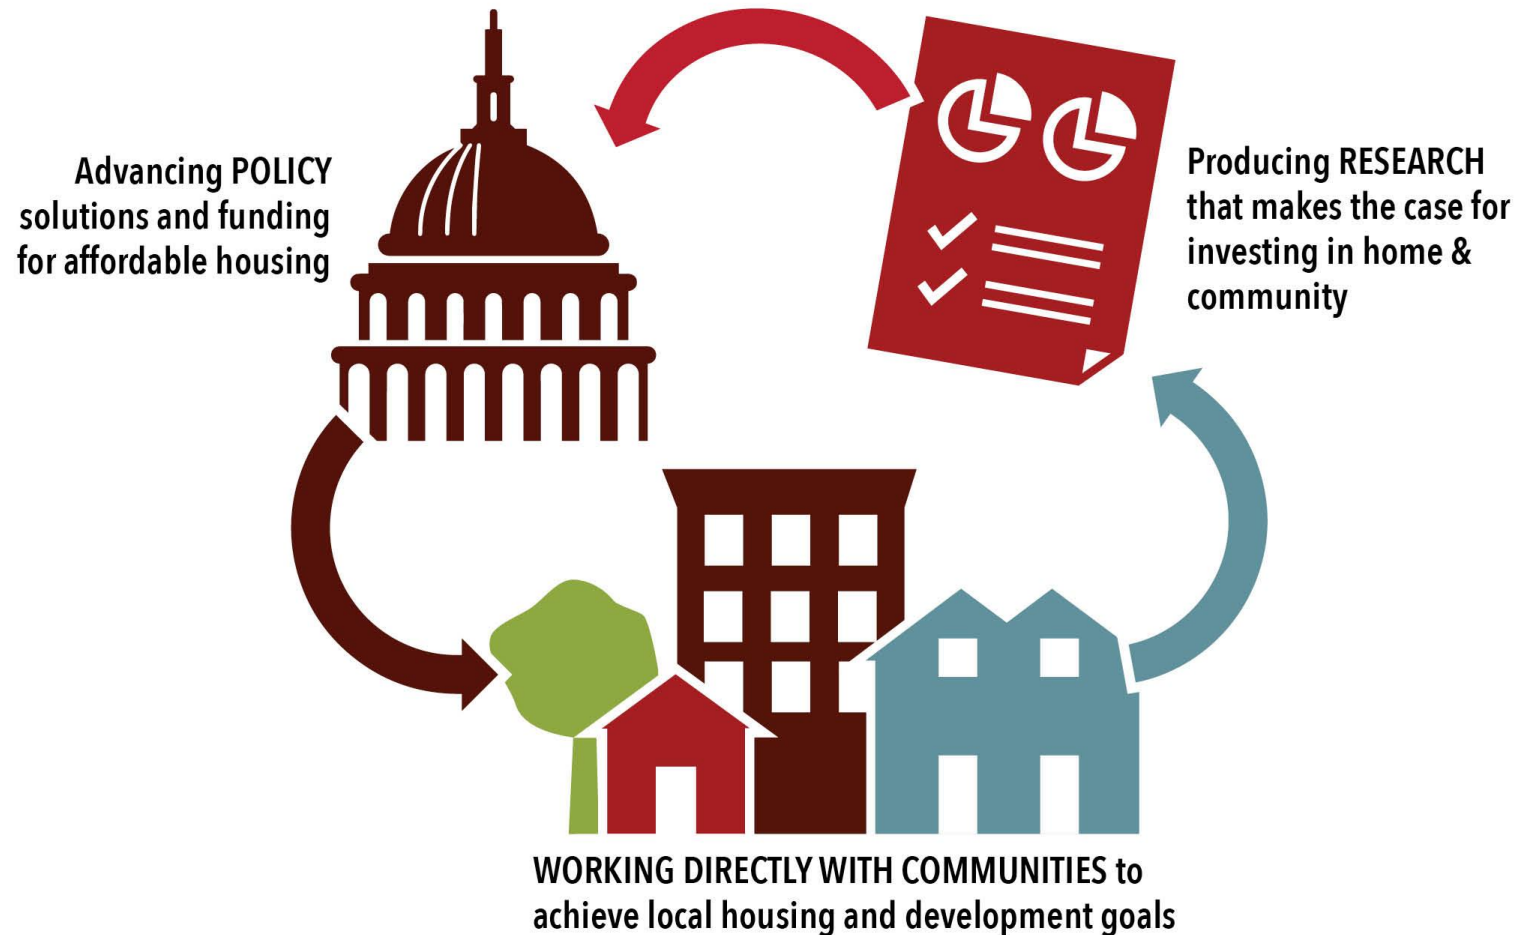 Advancing POLICY
solutions and funding
for affordable housing
Producing RESEARCH
that makes the case for
investing in home &
community
WORKING DIRECTLY WITH COMMUNITIES to
achieve local housing and development goals